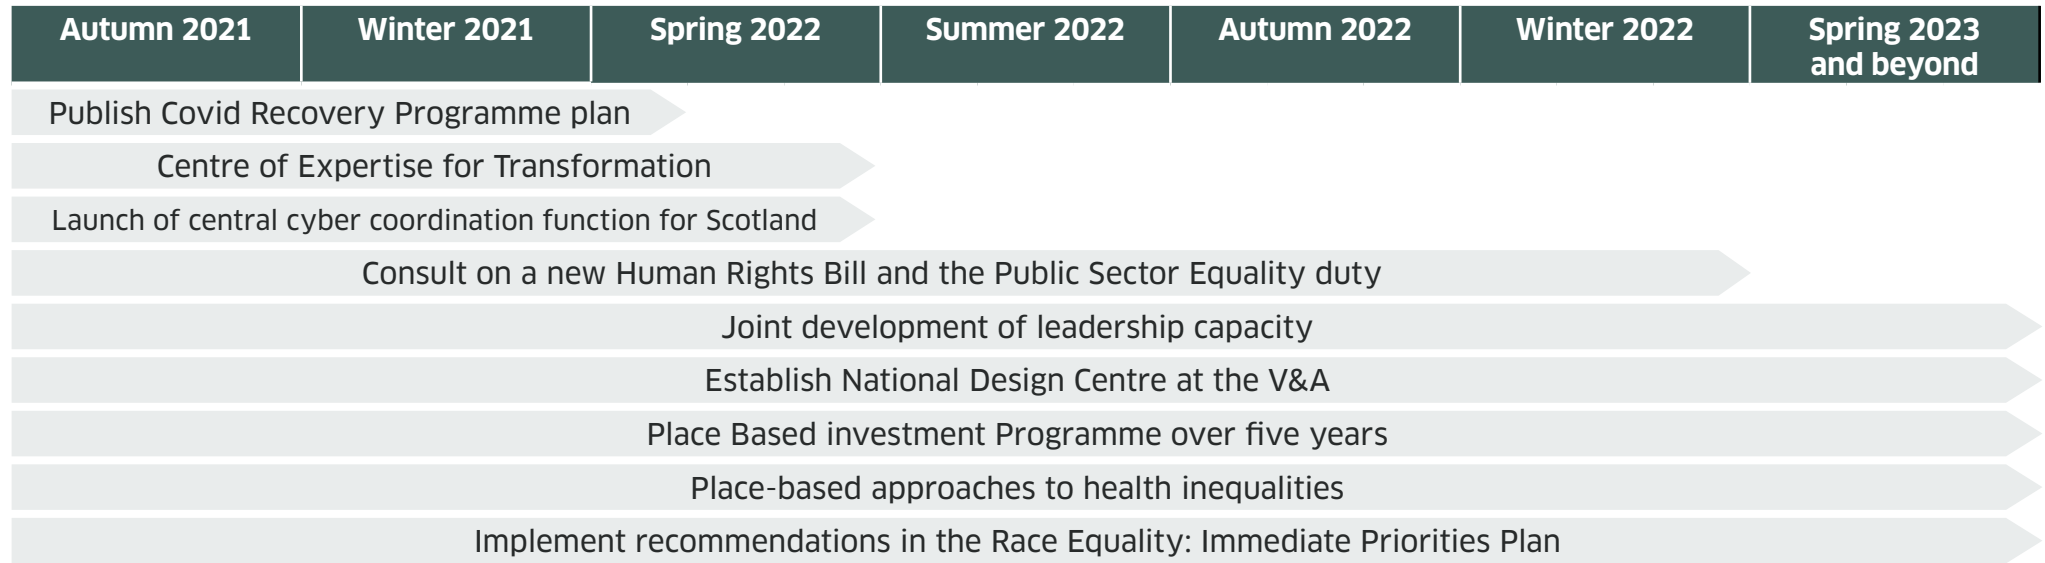 Autumn 2021 Winter 2021 Spring 2022 Summer 2022 Autumn 2022 Winter 2022 Spring 2023
and beyond
Publish Covid Recovery Programme plan
Centre of Expertise for Transformation
Launch of central cyber coordination function for Scotland
Consult on a new Human Rights Bill and the Public Sector Equality duty
Joint development of leadership capacity
Establish National Design Centre at the V&A
Place Based investment Programme over five years
Place-based approaches to health inequalities
Implement recommendations in the Race Equality: Immediate Priorities Plan